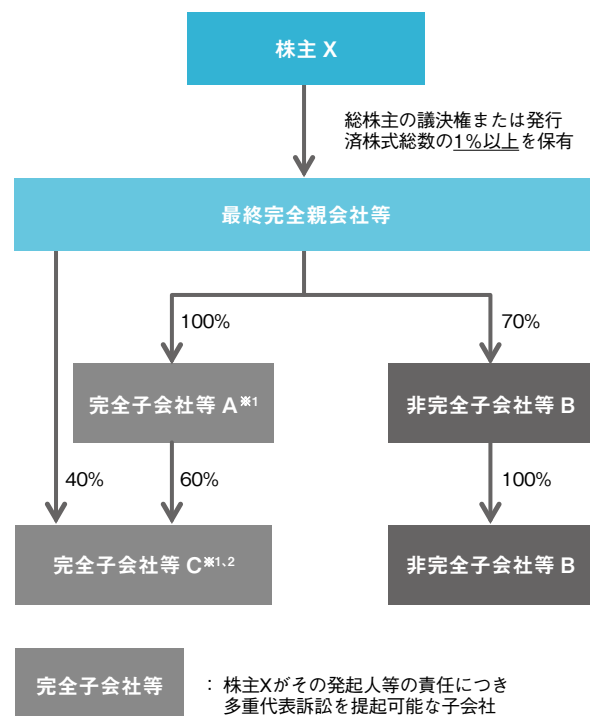 株主 X
総株主の議決権または発行
済株式総数の1％以上を保有
最終完全親会社等
100%
70%
完全子会社等 A※1
非完全子会社等 B
40%
60%
100%
完全子会社等 C※1、2
非完全子会社等 B
完全子会社等
： 株主Xがその発起人等の責任につき
多重代表訴訟を提起可能な子会社